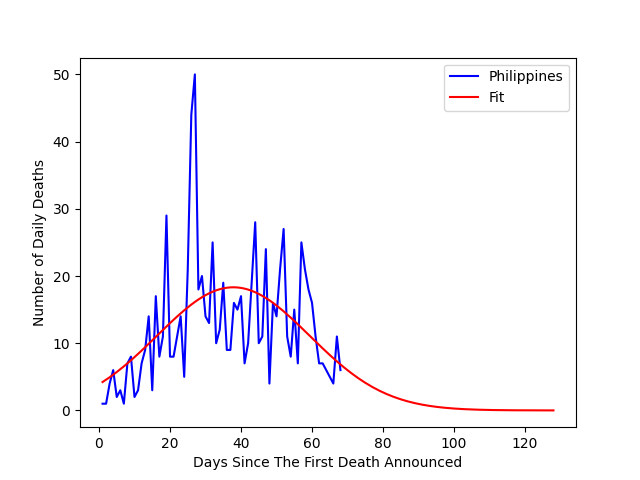 Philippines
Fit
50
40
30
20
10
0
Number of Daily Deaths
0 20 40 60 80 100 120
Days Since The First Death Announced